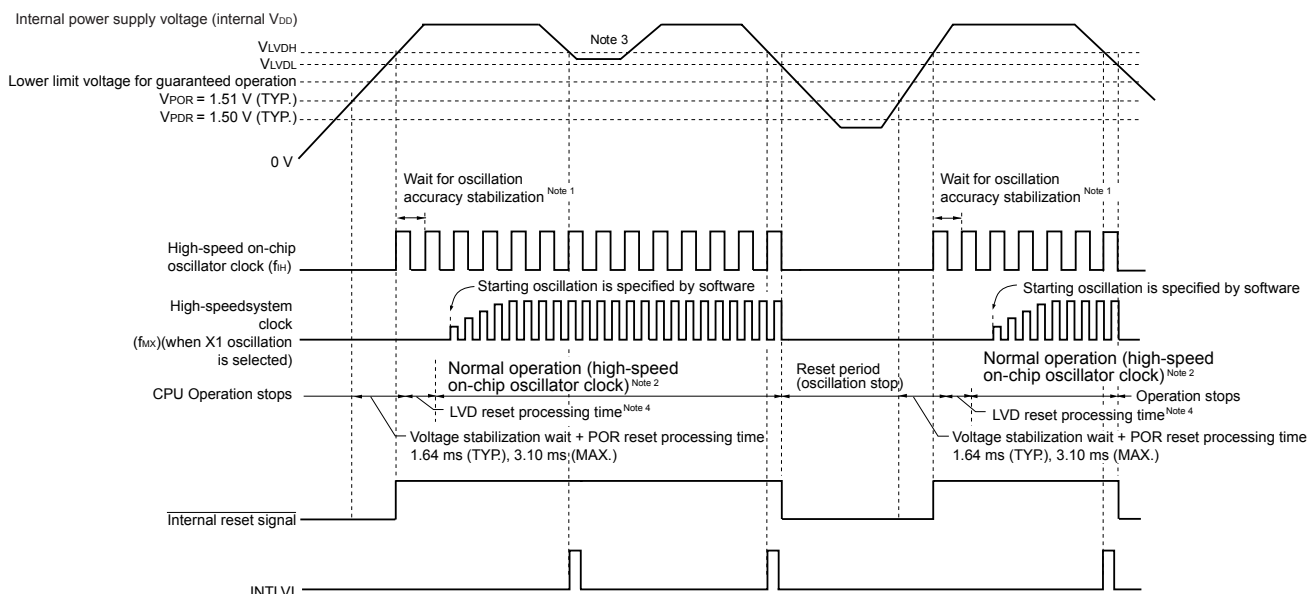 Internal power supply voltage (internal VDD)
VLVDH
Note 3
VLVDL
Lower limit voltage for guaranteed operation
VPOR = 1.51 V (TYP.)
VPDR = 1.50 V (TYP.)
0 V
Wait for oscillation
accuracy stabilization Note 1
Wait for oscillation
accuracy stabilization Note 1
High-speed on-chip
oscillator clock (fIH)
Starting oscillation is specified by software
Starting oscillation is specified by software
High-speedsystem
clock
(fMX)(when X1 oscillation
is selected)
Normal operation (high-speed
on-chip oscillator clock) Note 2
Reset period
(oscillation stop)
Normal operation (high-speed
on-chip oscillator clock) Note 2
CPU Operation stops
Operation stops
LVD reset processing time Note 4
LVD reset processing time Note 4
Voltage stabilization wait + POR reset processing time
1.64 ms (TYP.), 3.10 ms (MAX.)
Voltage stabilization wait + POR reset processing time
1.64 ms (TYP.), 3.10 ms (MAX.)
Internal reset signal
INTLVI